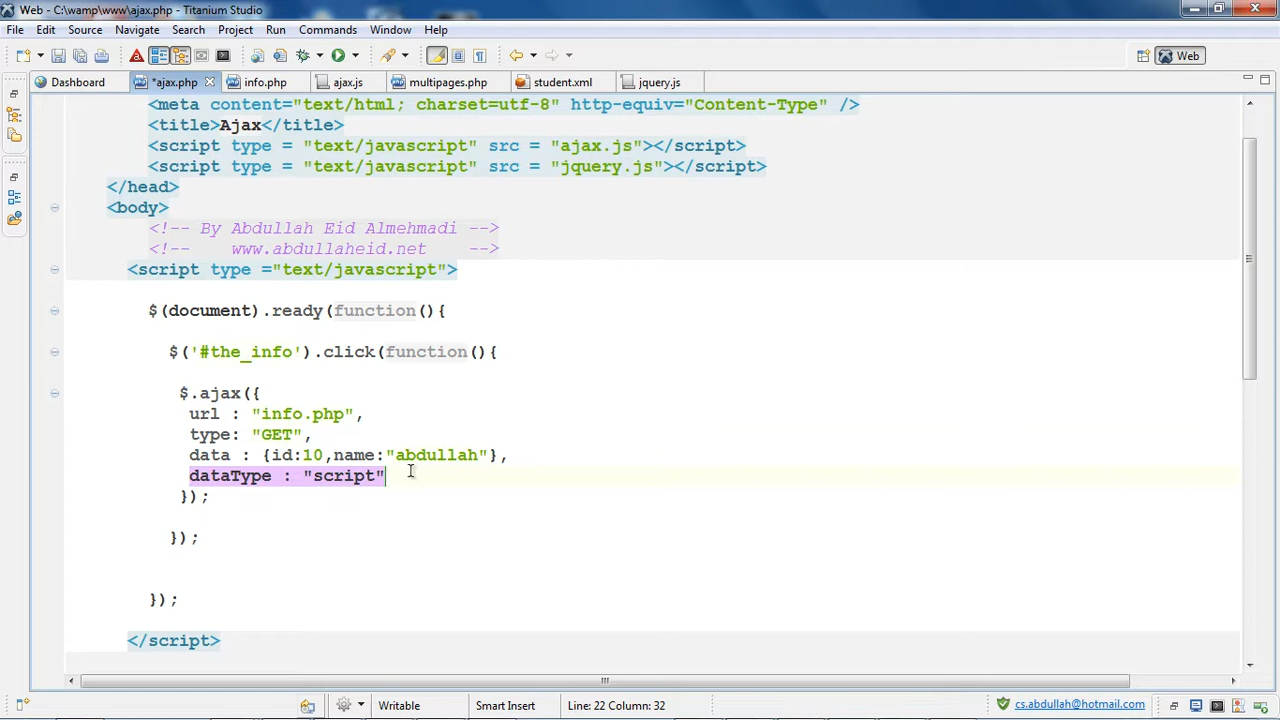 Web - C:\wamp\www\ajax.php - Titanium Studio
File Edit Source Navigate Search Project Run Commands Window Help
Web
Dashboard *ajax.php info.php ajax.js multipages.php student.xml jquery.js
<meta content="text/html; charset=utf-8" http-equiv="Content-Type" />
<title>Ajax</title>
<script type = "text/javascript" src = "ajax.js"></script>
<script type = "text/javascript" src = "jquery.js"></script>
</head>
<body>
<!-- By Abdullah Eid Almehmadi -->
<!-- www.abdullaheid.net -->
<script type ="text/javascript">
$(document).ready(function(){
$('#the_info').click(function(){
$.ajax({
url : "info.php",
type: "GET",
data : {id:10,name:"abdullah"},
dataType : "script"
});
});
});
</script>
Writable Smart Insert Line: 22 Column: 32 cs.abdullah@hotmail.com